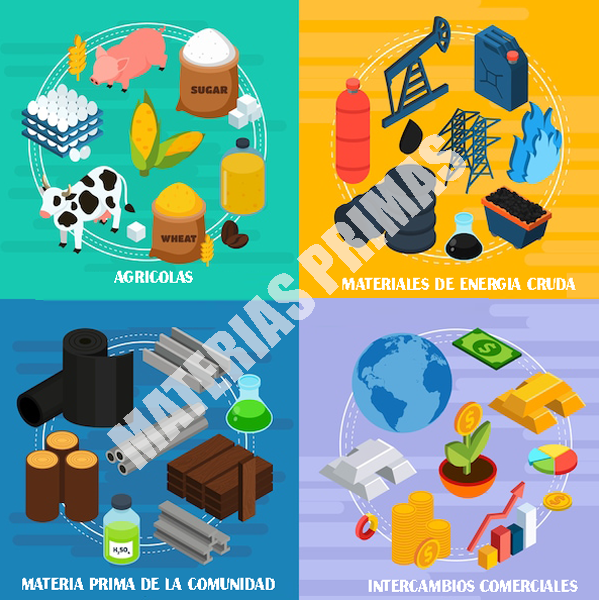 SUGAR
WHEAT
AGRICOLAS
MATERIALES DE ENERGIA CRUDA
MATERIAS PRIMAS
H₂SO₄
MATERIA PRIMA DE LA COMUNIDAD
$
$
$
$
INTERCAMBIOS COMERCIALES